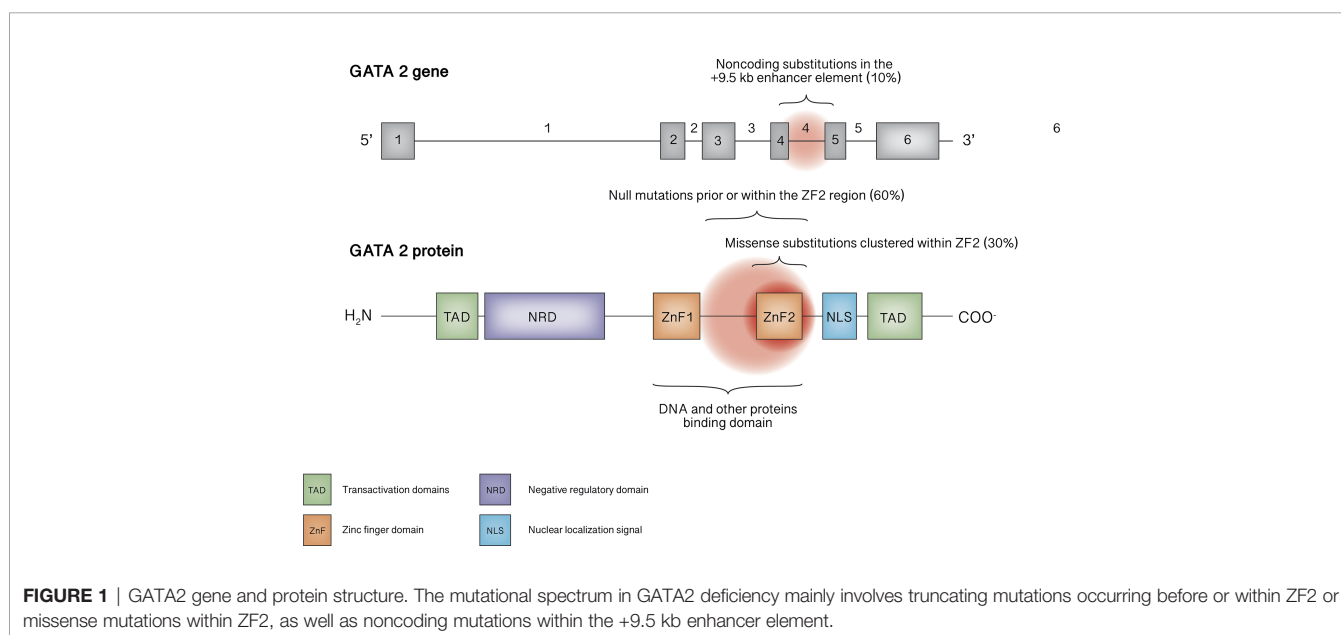 GATA 2 gene
Noncoding substitutions in the
+9.5 kb enhancer element (10%)
1 2 3 4 5 6
5’ 1 2 3 4 5 6 3’
Null mutations prior or within the ZF2 region (60%)
GATA 2 protein
Missense substitutions clustered within ZF2 (30%)
H2N TAD NRD ZnF1 ZnF2 NLS TAD COO-
DNA and other proteins
binding domain
TAD Transactivation domains NRD Negative regulatory domain
ZnF Zinc finger domain NLS Nuclear localization signal
FIGURE 1 | GATA2 gene and protein structure. The mutational spectrum in GATA2 deficiency mainly involves truncating mutations occurring before or within ZF2 or
missense mutations within ZF2, as well as noncoding mutations within the +9.5 kb enhancer element.